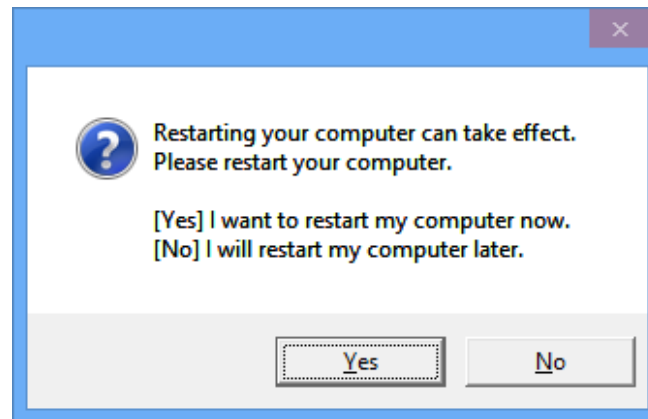 Restarting your computer can take effect.
Please restart your computer.
[Yes] I want to restart my computer now.
[No] I will restart my computer later.
Yes
No